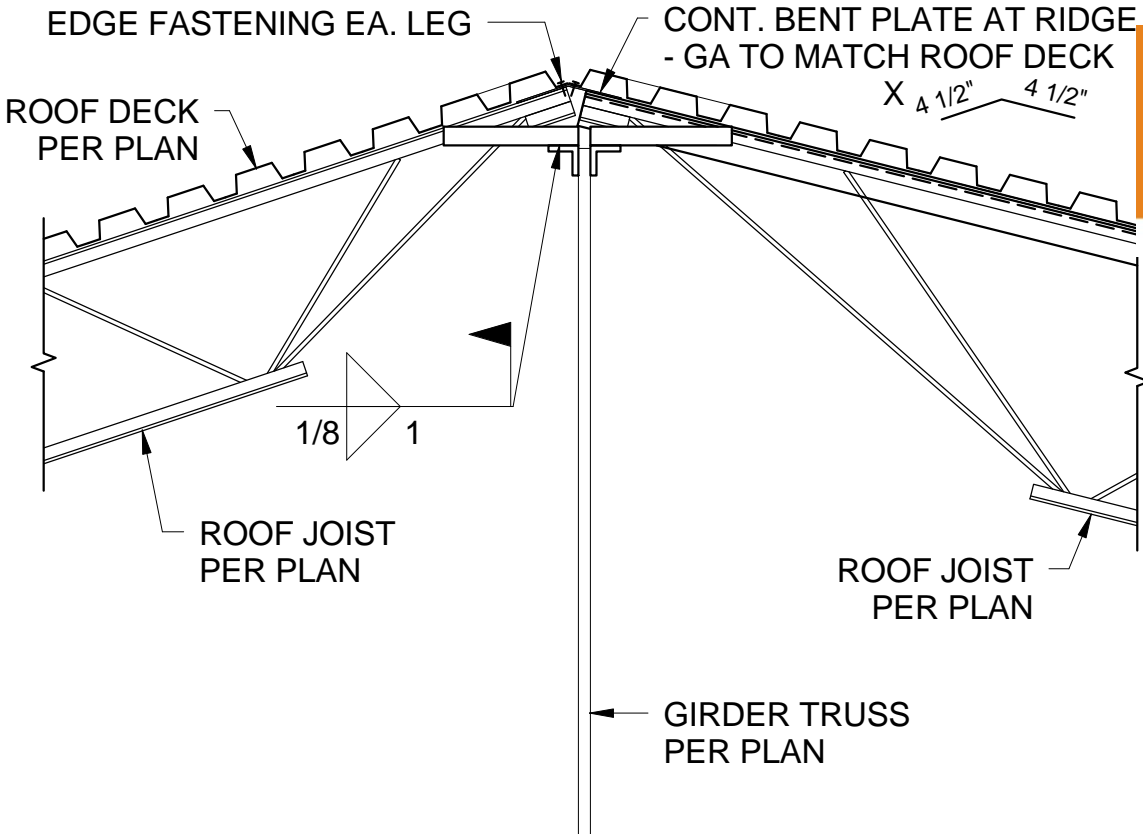 EDGE FASTENING EA. LEG
CONT. BENT PLATE AT RIDGE
- GA TO MATCH ROOF DECK
X 4 1/2" 4 1/2"
ROOF DECK
PER PLAN
1/8 1
ROOF JOIST
PER PLAN
ROOF JOIST
PER PLAN
GIRDER TRUSS
PER PLAN